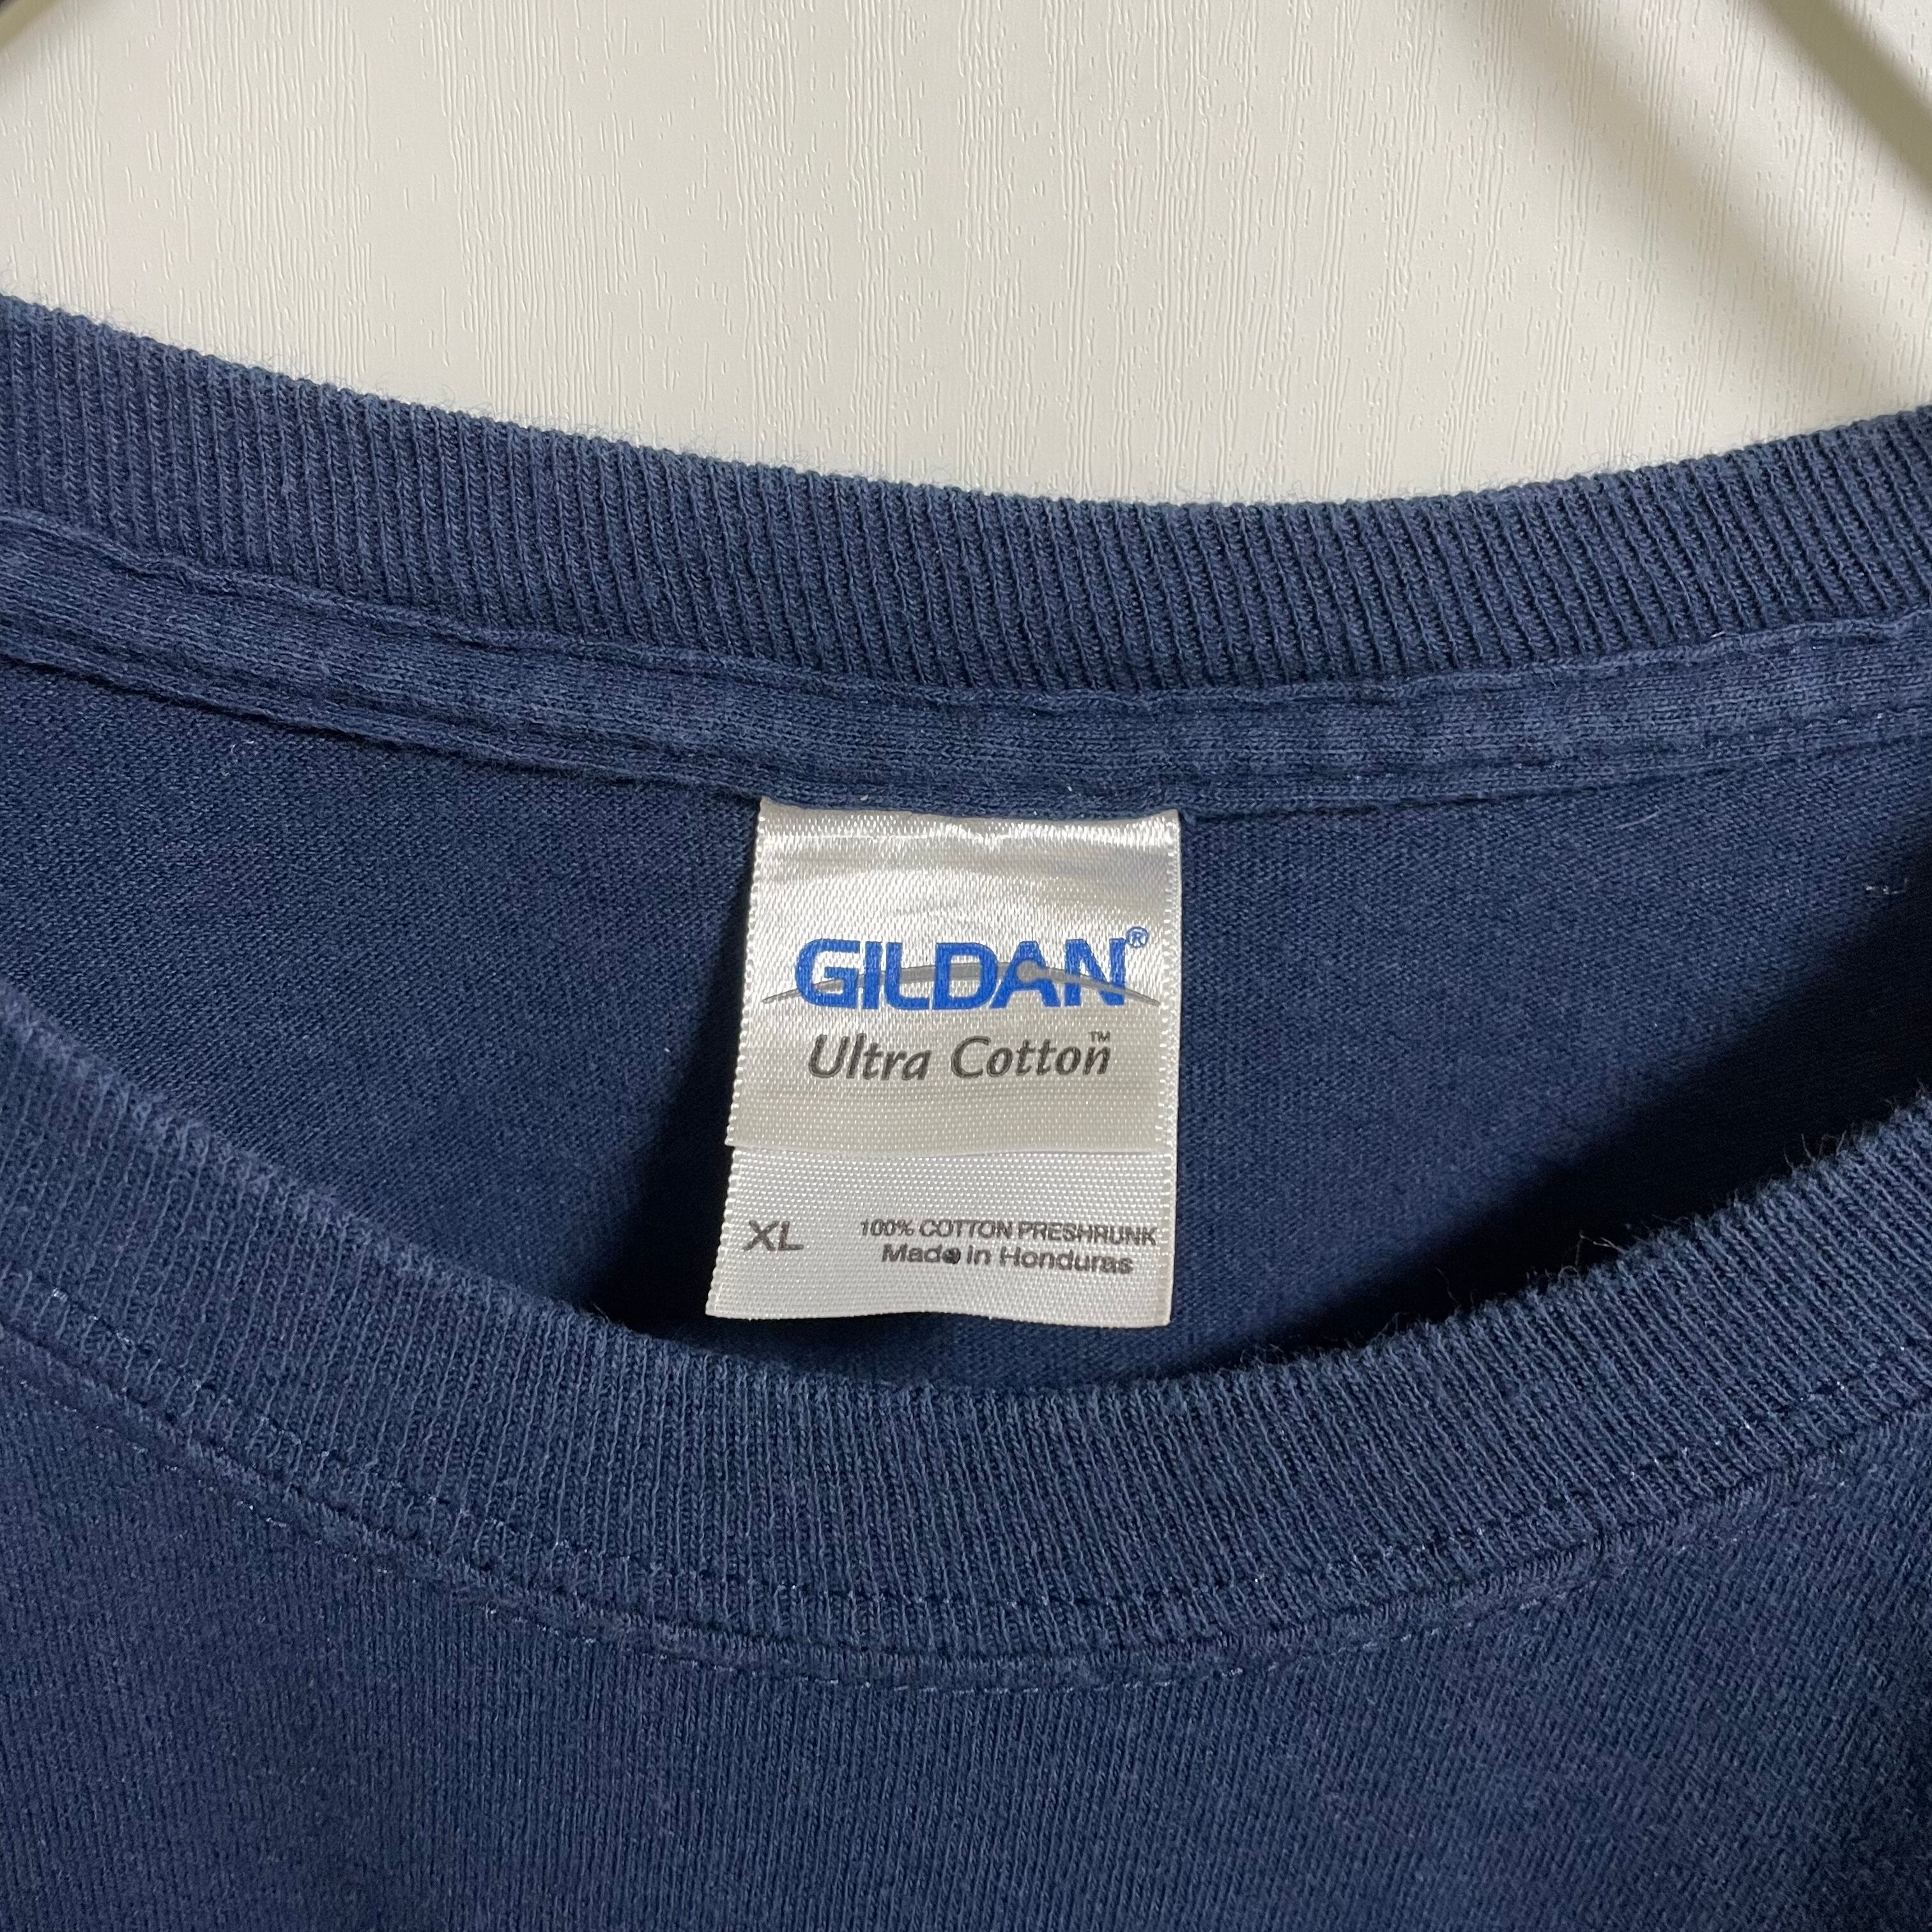 GILDAN®
Ultra Cotton™
XL 100% COTTON PRESHRUNK
Made in Honduras